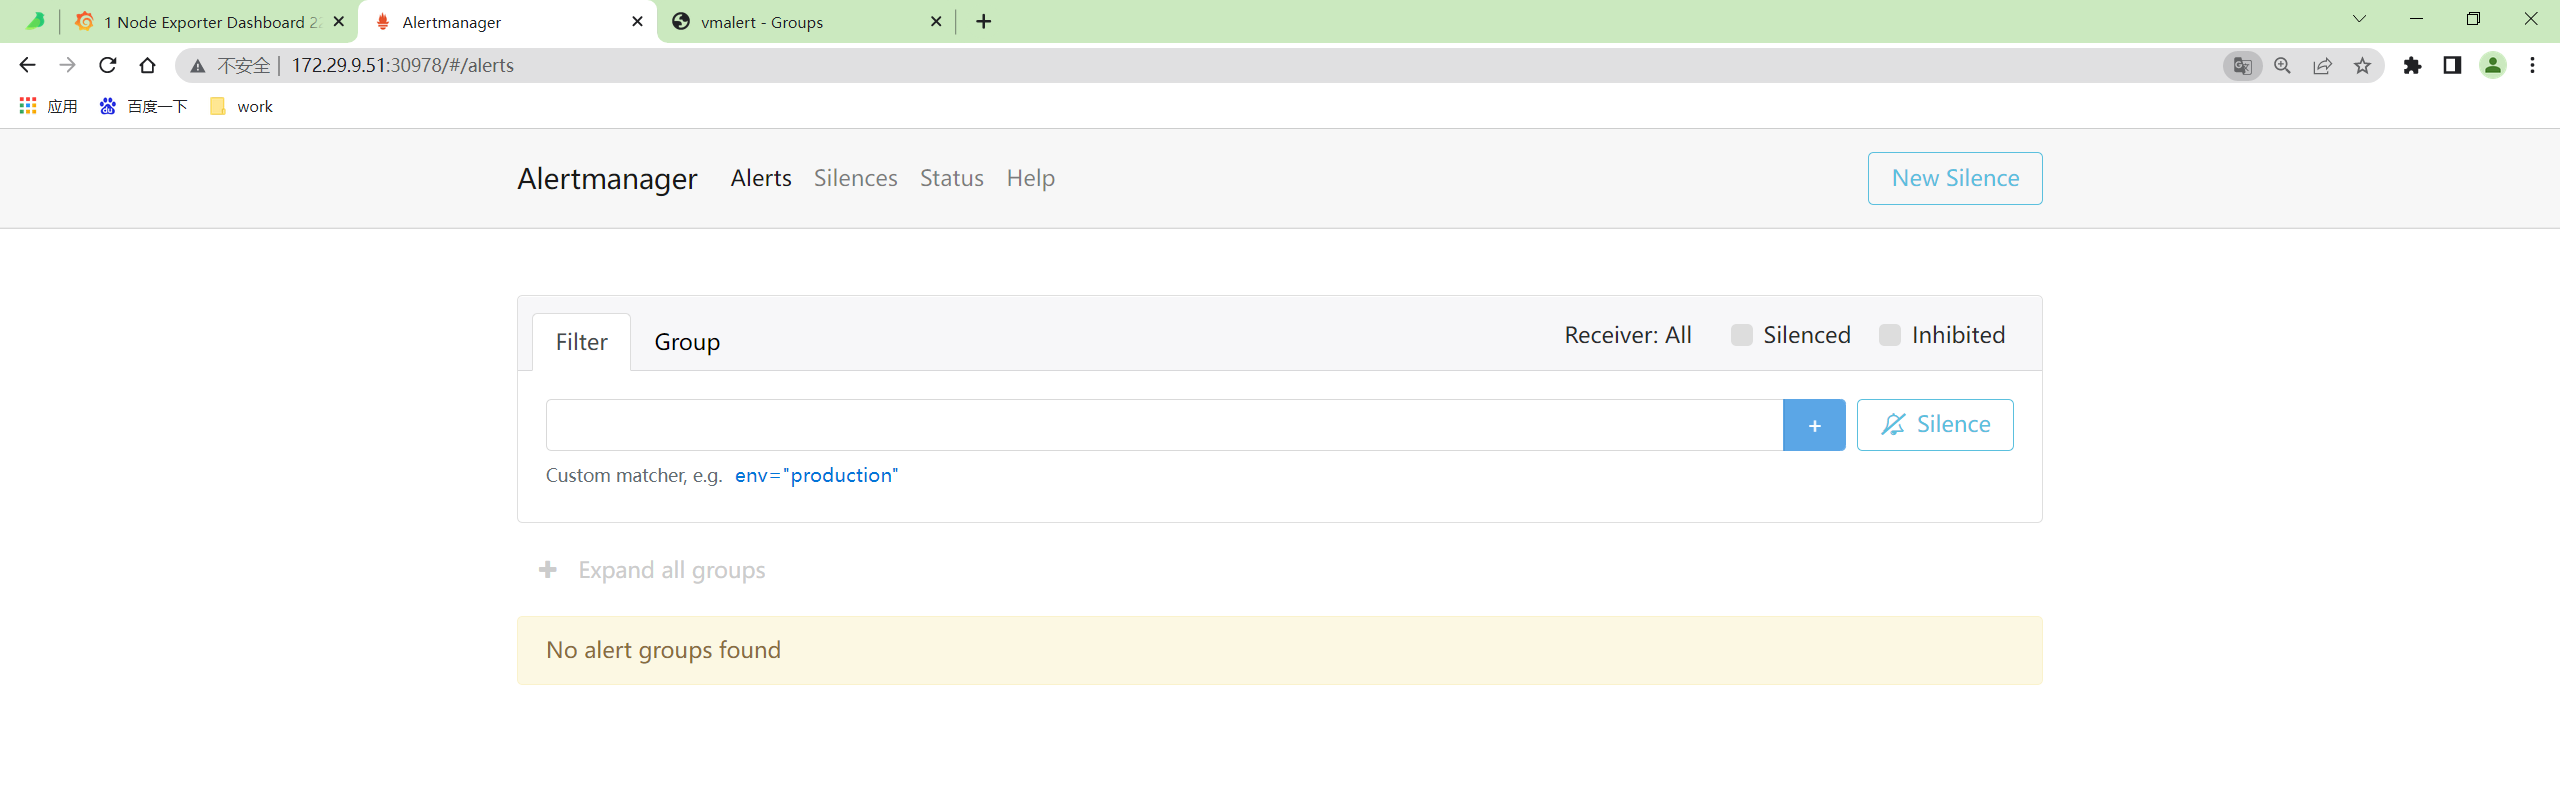 1 Node Exporter Dashboard 22
Alertmanager
vmalert - Groups
不安全 | 172.29.9.51:30978/#/alerts
应用 百度一下 work
Alertmanager Alerts Silences Status Help New Silence
Filter Group Receiver: All Silenced Inhibited
+ Silence
Custom matcher, e.g. env="production"
+ Expand all groups
No alert groups found